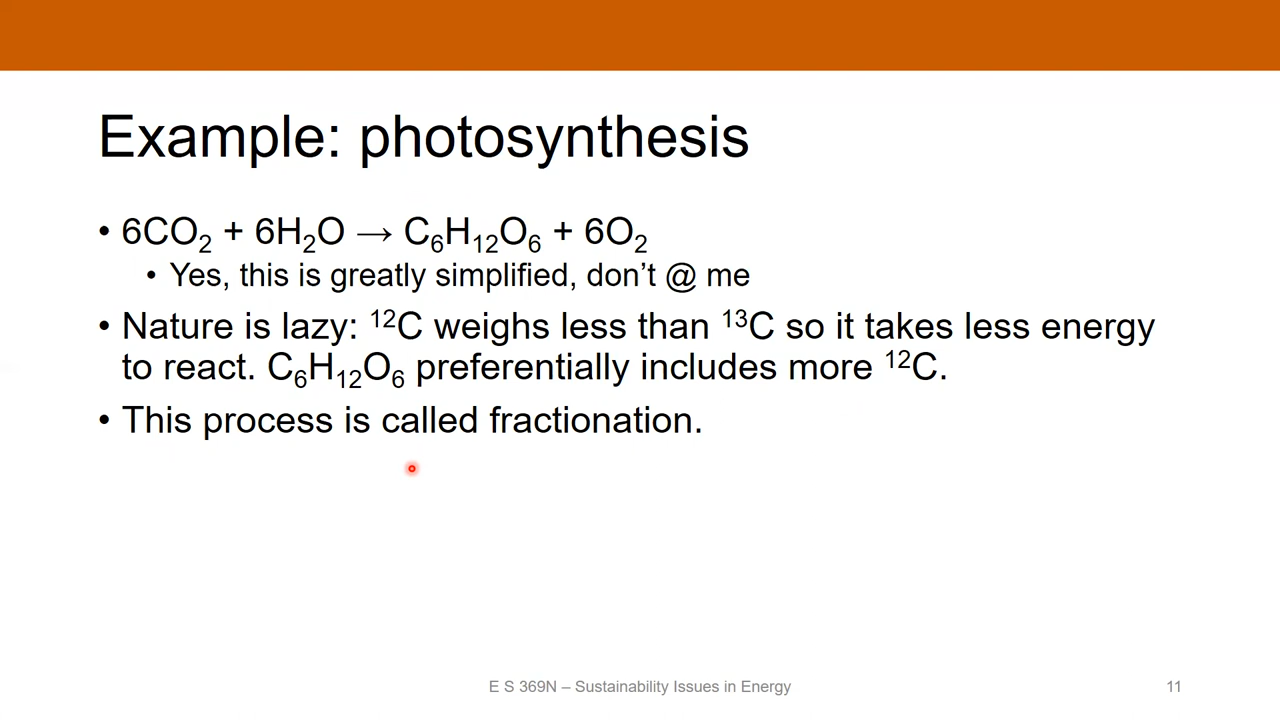 Example: photosynthesis
• 6CO₂ + 6H₂O → C₆H₁₂O₆ + 6O₂
• Yes, this is greatly simplified, don’t @ me
• Nature is lazy: ¹²C weighs less than ¹³C so it takes less energy
to react. C₆H₁₂O₆ preferentially includes more ¹²C.
• This process is called fractionation.
E S 369N – Sustainability Issues in Energy
11